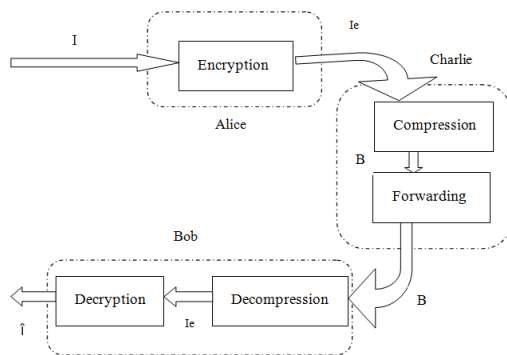 I
Ie
Encryption
Charlie
Alice
Compression
B
Forwarding
Bob
Decryption
Decompression
B
Ie
Î